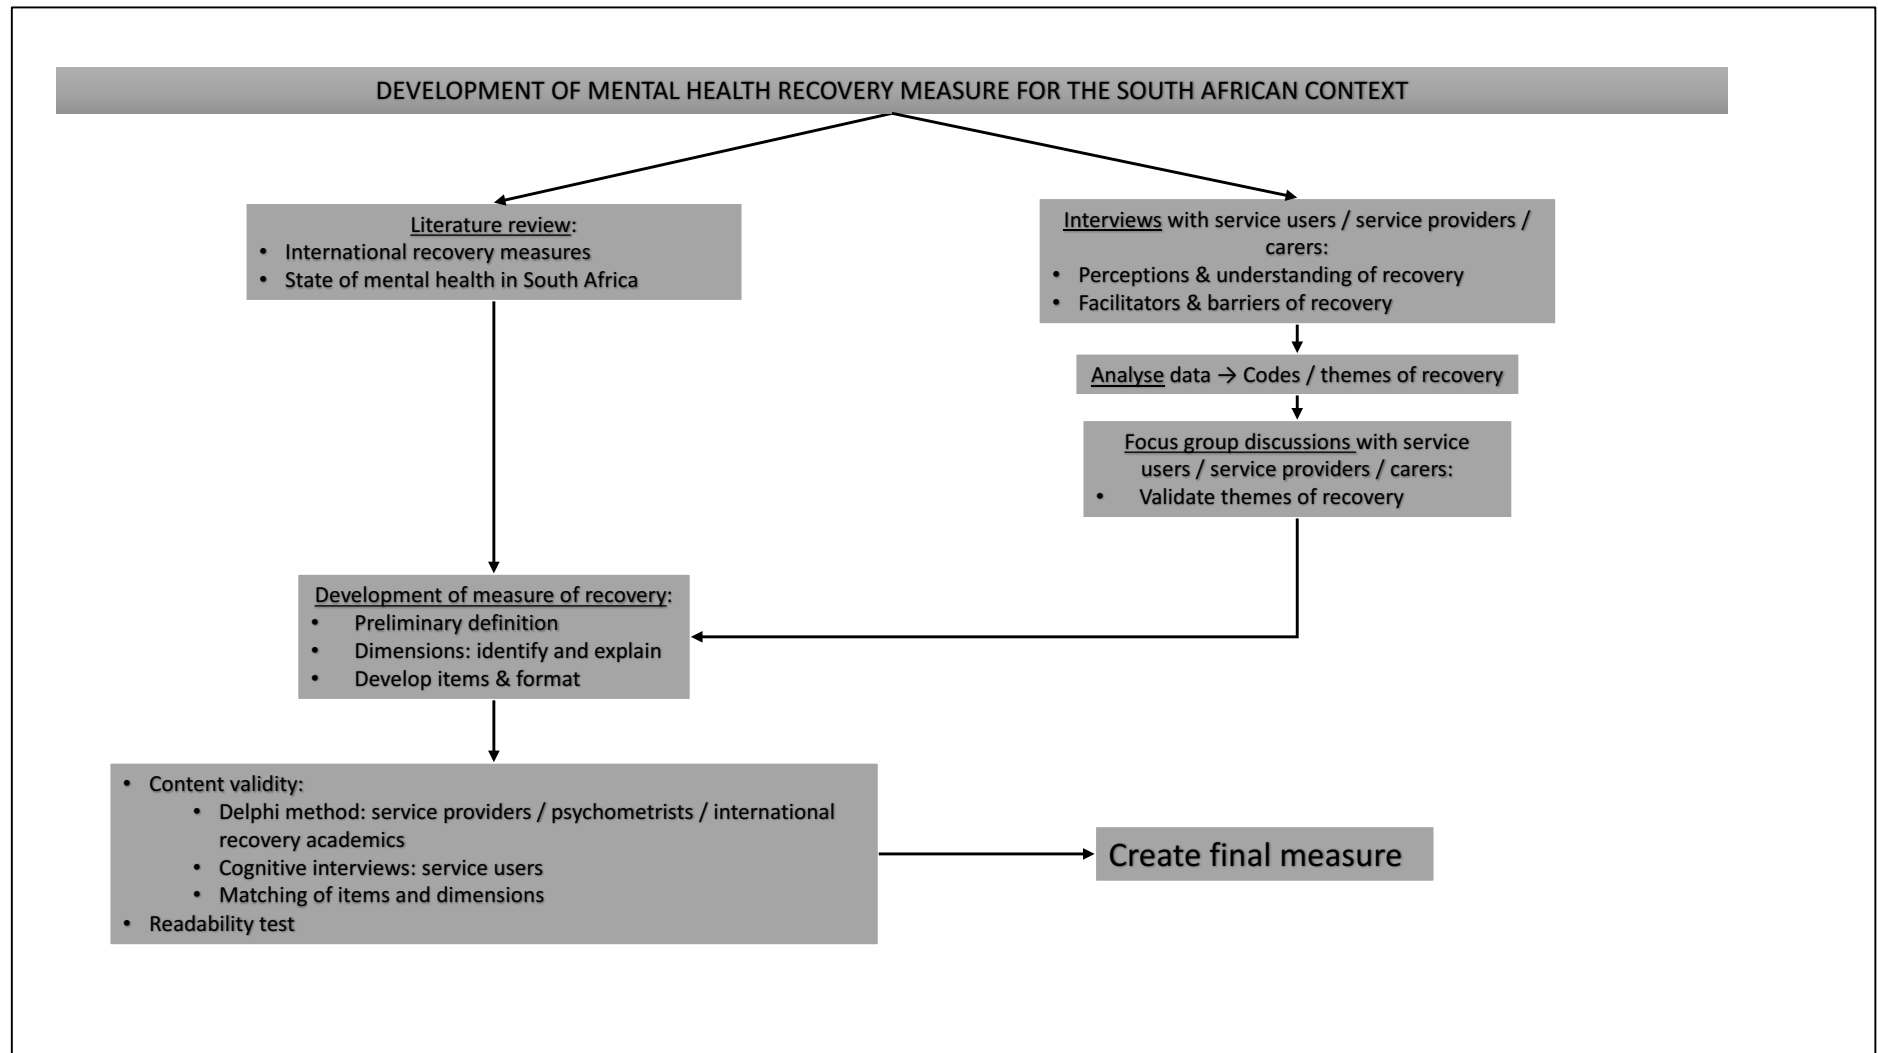 DEVELOPMENT OF MENTAL HEALTH RECOVERY MEASURE FOR THE SOUTH AFRICAN CONTEXT
Literature review:
• International recovery measures
• State of mental health in South Africa
Interviews with service users / service providers /
carers:
• Perceptions & understanding of recovery
• Facilitators & barriers of recovery
Analyse data → Codes / themes of recovery
Focus group discussions with service
users / service providers / carers:
• Validate themes of recovery
Development of measure of recovery:
• Preliminary definition
• Dimensions: identify and explain
• Develop items & format
• Content validity:
• Delphi method: service providers / psychometrists / international
recovery academics
• Cognitive interviews: service users
• Matching of items and dimensions
• Readability test
Create final measure